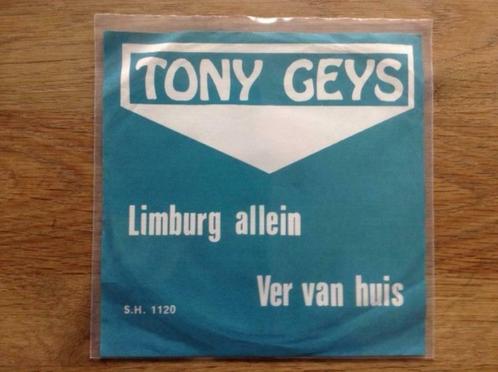 TONY GEYS
Limburg allein
Ver van huis
S.H. 1120